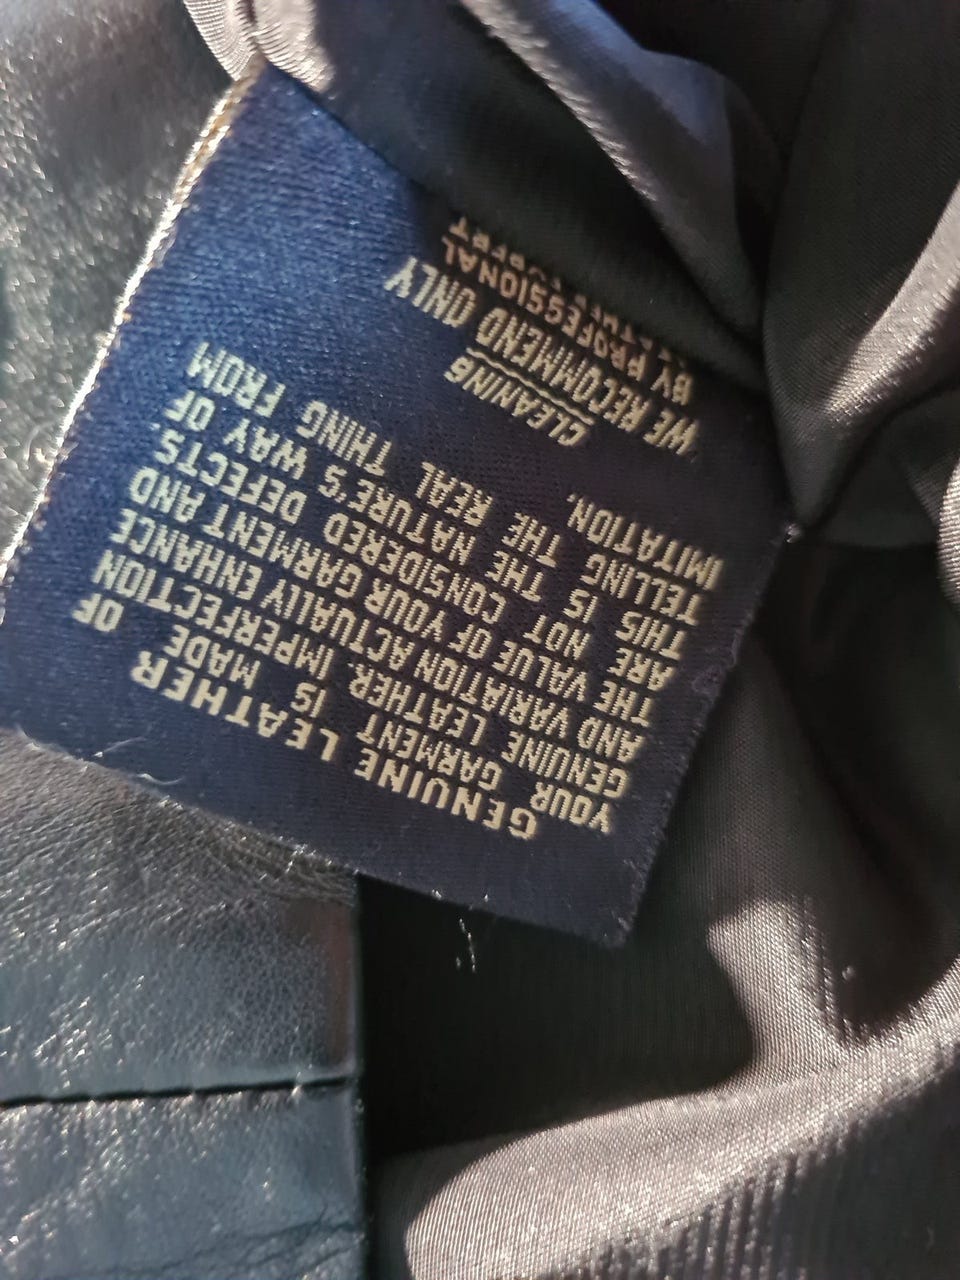 GENUINE LEATHER
YOUR GARMENT IS MADE OF
GENUINE LEATHER. IMPERFECTION
AND VARIATION ACTUALLY ENHANCE
THE VALUE OF YOUR GARMENT AND
ARE NOT CONSIDERED DEFECTS.
THIS IS THE NATURE'S WAY OF
TELLING THE REAL THING FROM
IMITATION.
CLEANING
WE RECOMMEND ONLY
BY PROFESSIONAL